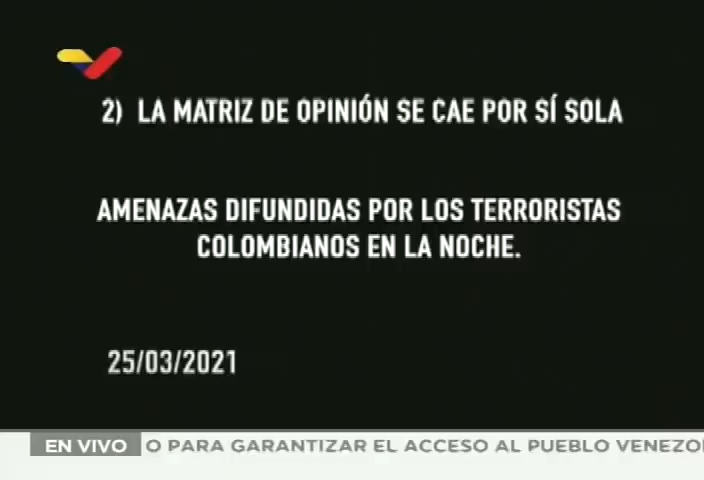 2) LA MATRIZ DE OPINIÓN SE CAE POR SÍ SOLA
AMENAZAS DIFUNDIDAS POR LOS TERRORISTAS
COLOMBIANOS EN LA NOCHE.
25/03/2021
EN VIVO O PARA GARANTIZAR EL ACCESO AL PUEBLO VENEZO